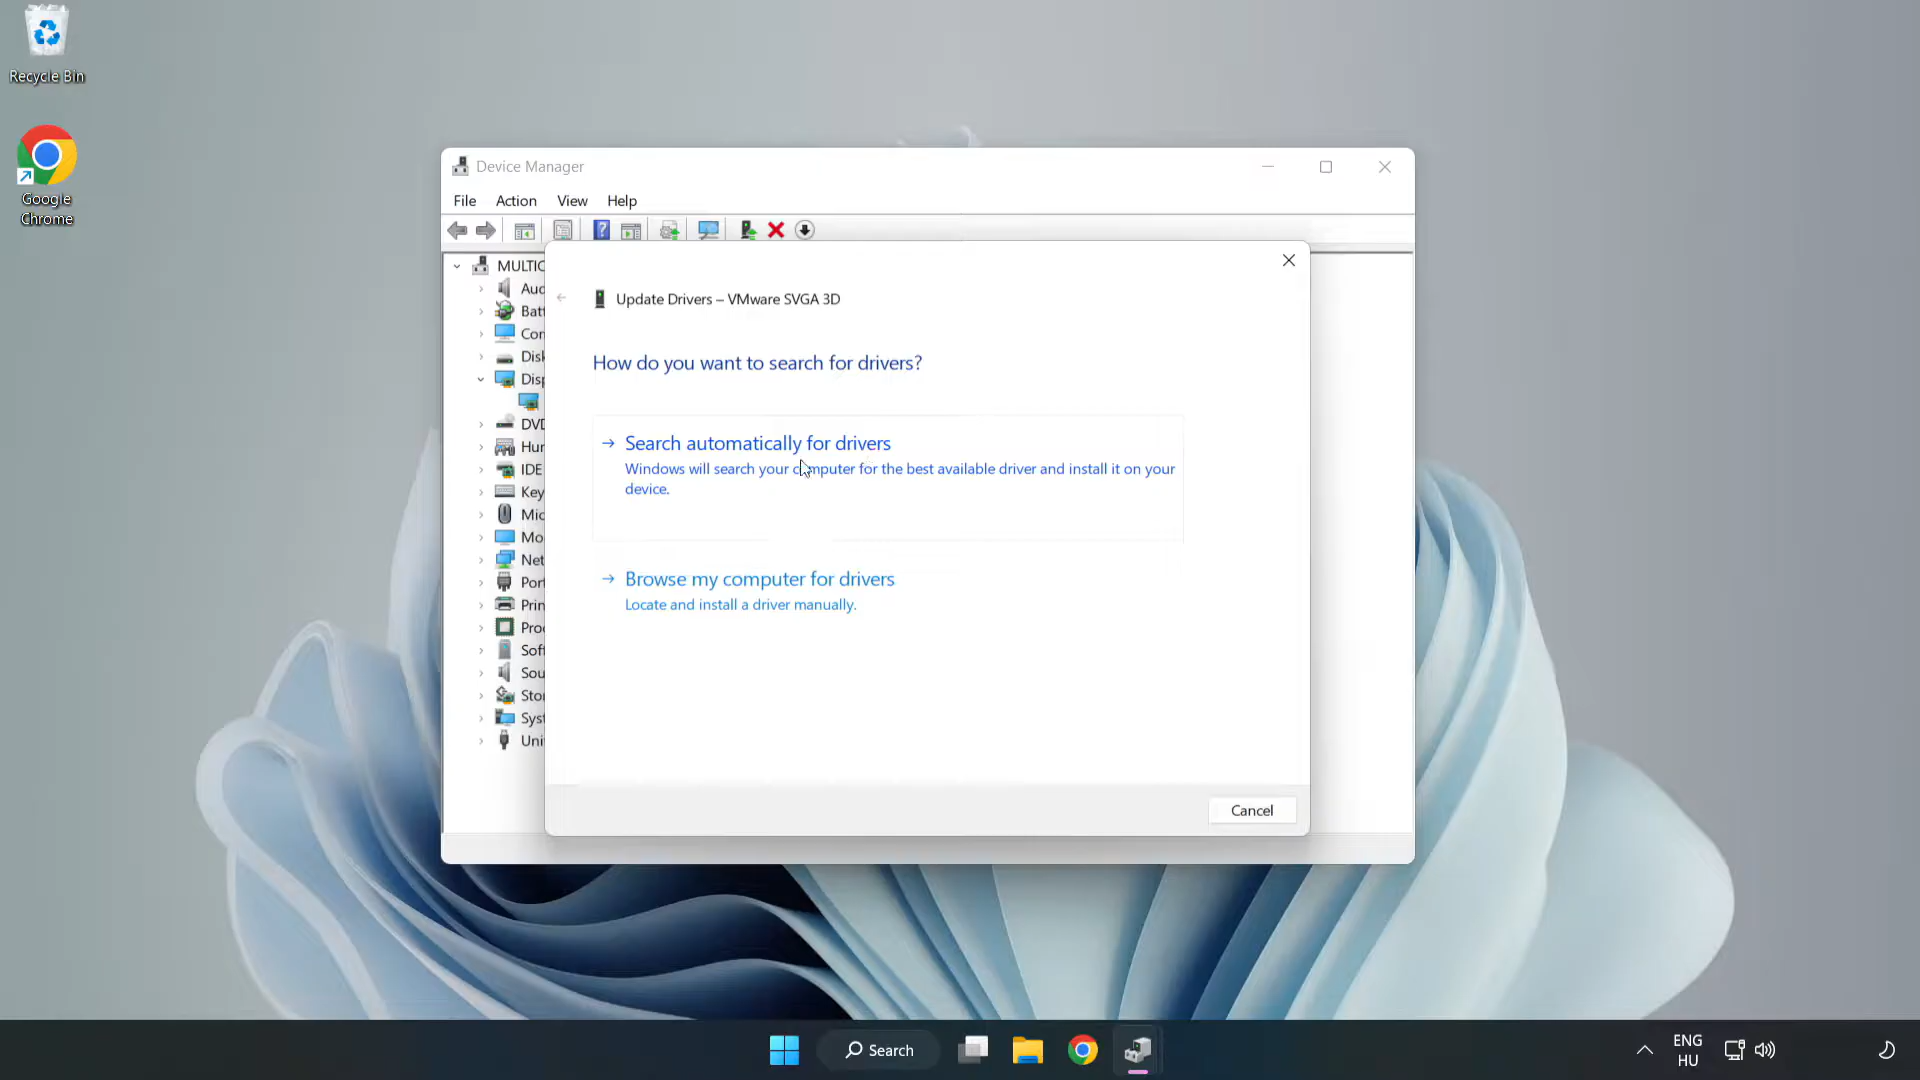 Recycle Bin
Google
Chrome
Device Manager
File Action View Help
MULTIC
Aud
Batt
Con
Disk
Disp
DVD
Hur
IDE
Key
Mic
Mo
Net
Port
Prin
Proc
Soft
Sou
Stor
Syst
Uni
Update Drivers – VMware SVGA 3D
How do you want to search for drivers?
Search automatically for drivers
Windows will search your computer for the best available driver and install it on your
device.
Browse my computer for drivers
Locate and install a driver manually.
Cancel
Search
ENG
HU